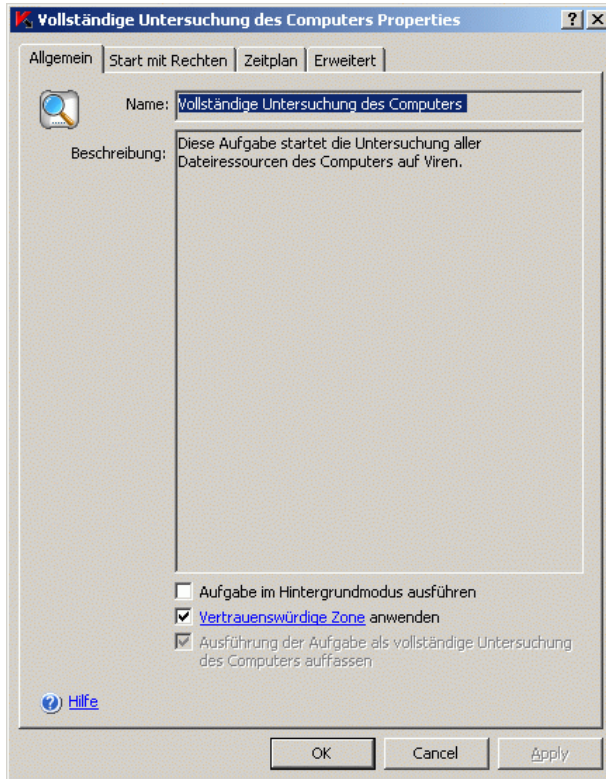 Vollständige Untersuchung des Computers Properties
Allgemein
Start mit Rechten
Zeitplan
Erweitert
Name:
Vollständige Untersuchung des Computers
Beschreibung:
Diese Aufgabe startet die Untersuchung aller
Dateiressourcen des Computers auf Viren.
Aufgabe im Hintergrundmodus ausführen
Vertrauenswürdige Zone anwenden
Ausführung der Aufgabe als vollständige Untersuchung
des Computers auffassen
Hilfe
OK
Cancel
Apply